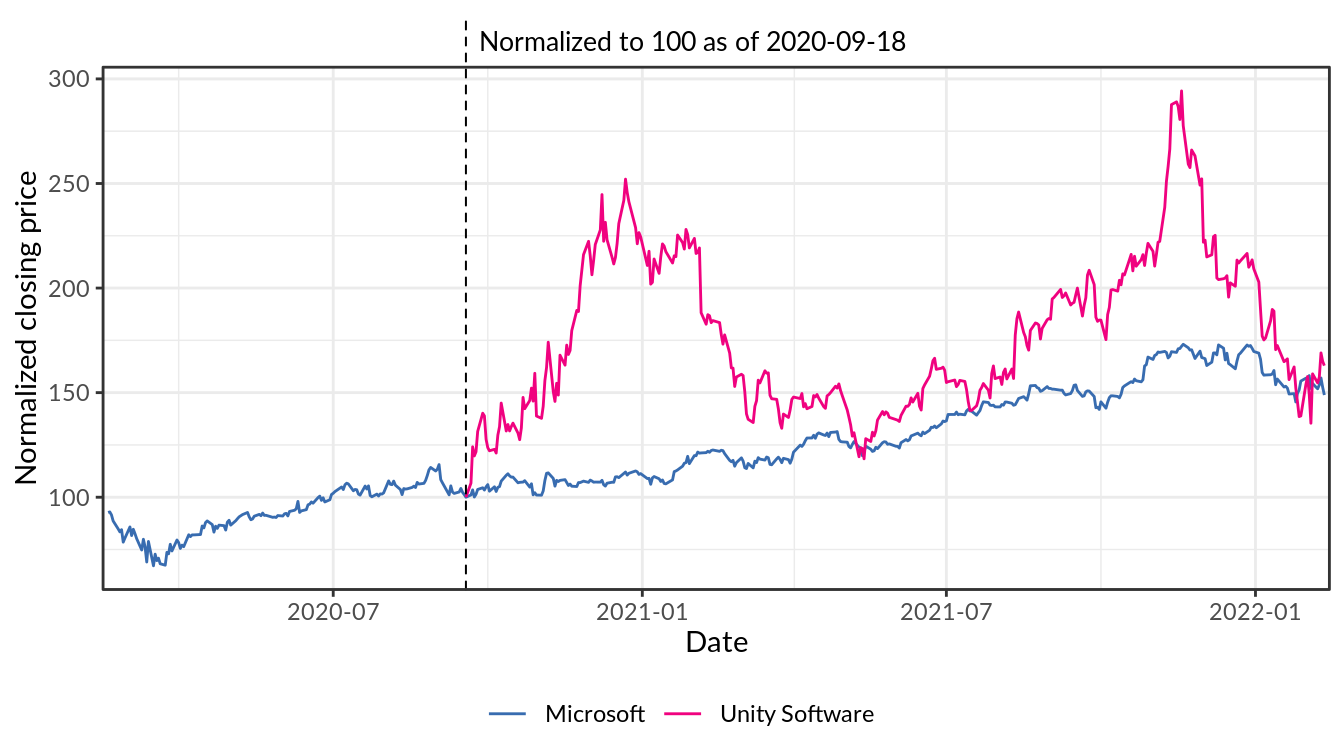 Normalized to 100 as of 2020-09-18
300
250
200
150
100
Normalized closing price
2020-07 2021-01 2021-07 2022-01
Date
Microsoft Unity Software